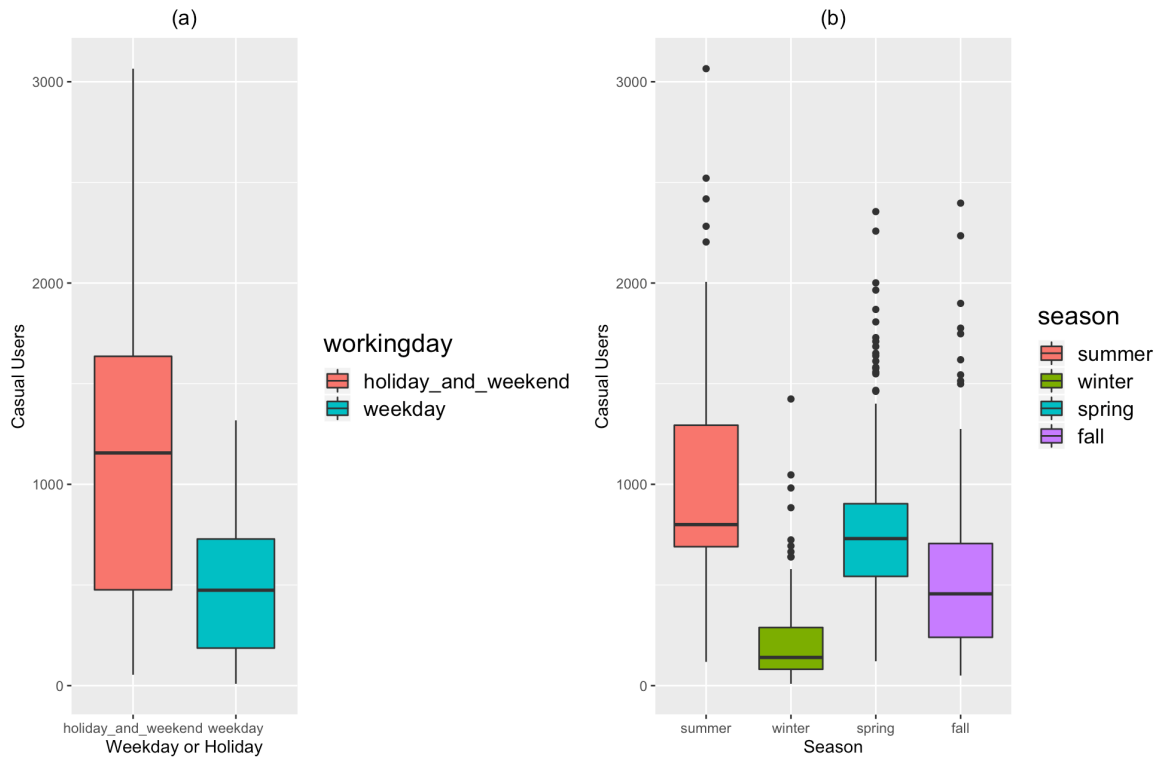 (a)
3000
2000
1000
0
Casual Users
holiday_and_weekend weekday
Weekday or Holiday
workingday
holiday_and_weekend
weekday
(b)
3000
2000
1000
0
Casual Users
summer winter spring fall
Season
season
summer
winter
spring
fall